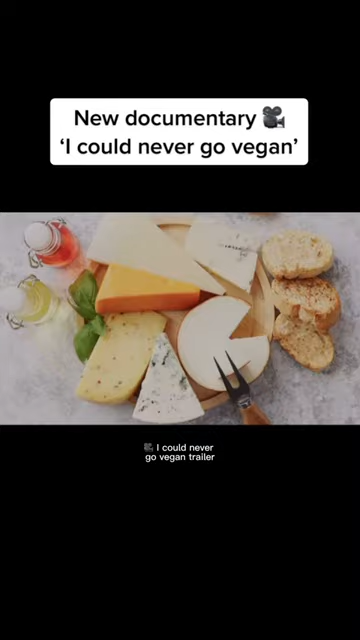 New documentary 🎥
‘I could never go vegan’
🎥 I could never
go vegan trailer